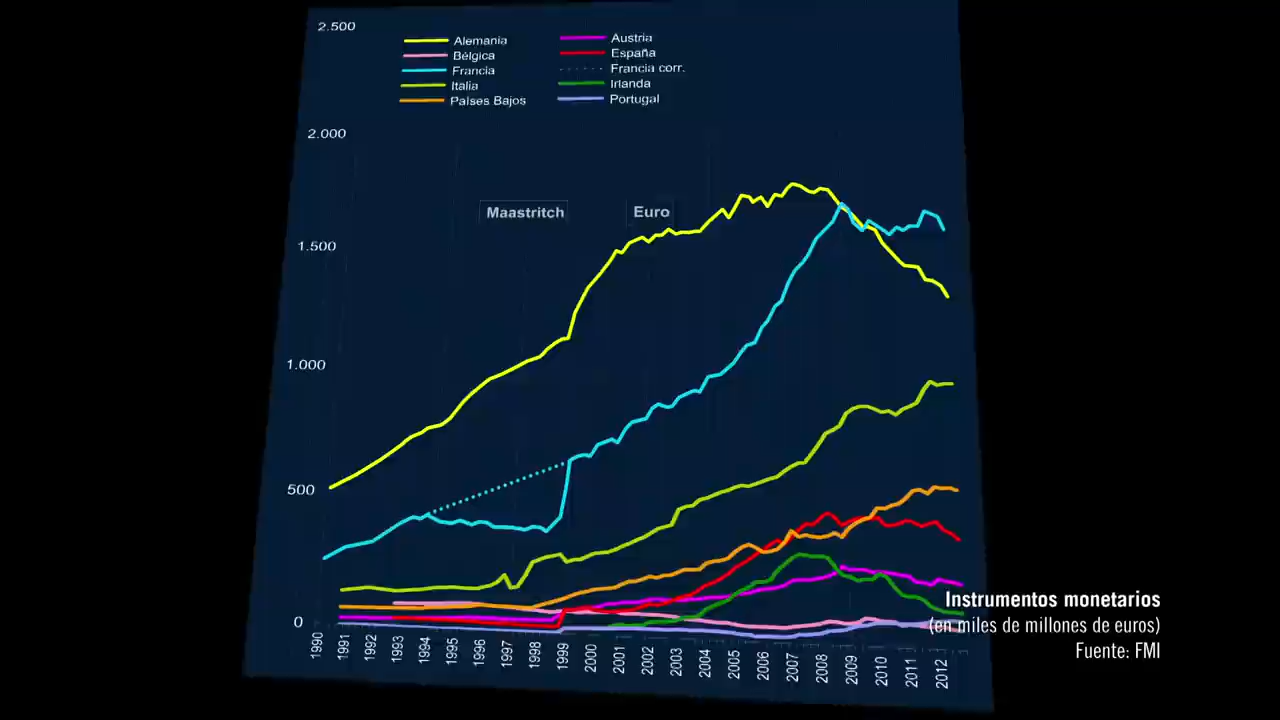 2.500
Alemania
Austria
Bélgica
España
Francia
Francia corr.
Italia
Irlanda
Países Bajos
Portugal
2.000
Maastritch
Euro
1.500
1.000
500
0
1990 1991 1992 1993 1994 1995 1996 1997 1998 1999 2000 2001 2002 2003 2004 2005 2006 2007 2008 2009 2010 2011 2012
Instrumentos monetarios
(en miles de millones de euros)
Fuente: FMI